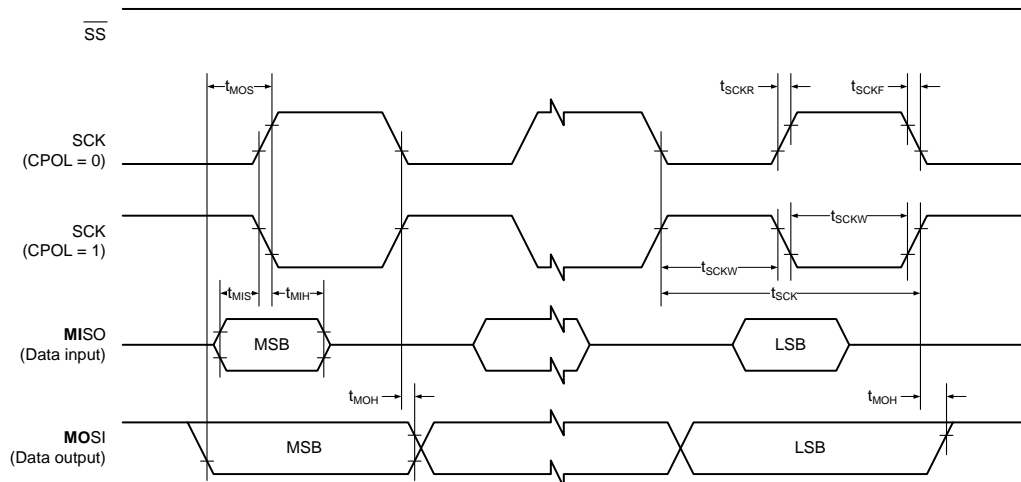 SS
tMOS
tSCKR
tSCKF
SCK
(CPOL = 0)
SCK
(CPOL = 1)
tSCKW
tSCKW
tMIS
tMIH
tSCK
MISO
(Data input)
MSB
LSB
tMOH
tMOH
MOSI
(Data output)
MSB
LSB